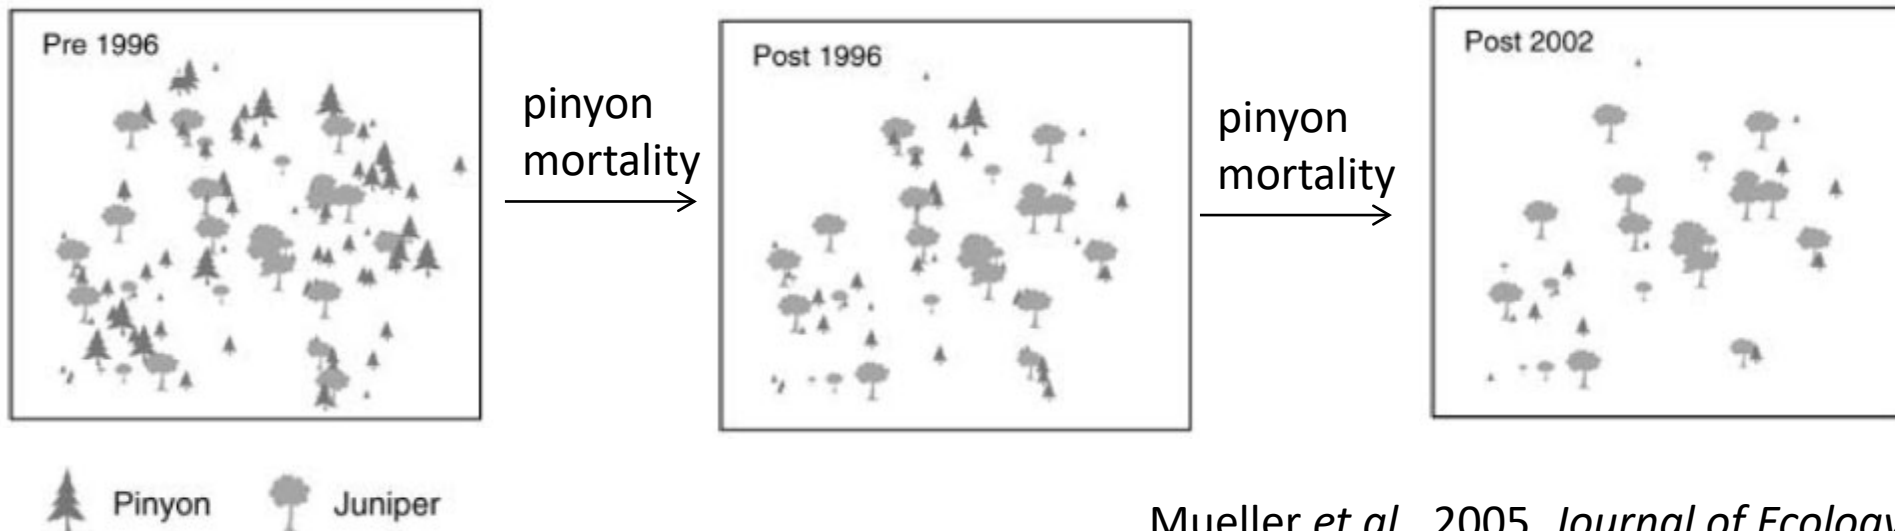 Pre 1996
pinyon
mortality
Post 1996
pinyon
mortality
Post 2002
Pinyon
Juniper
Mueller et al. 2005 Journal of Ecology